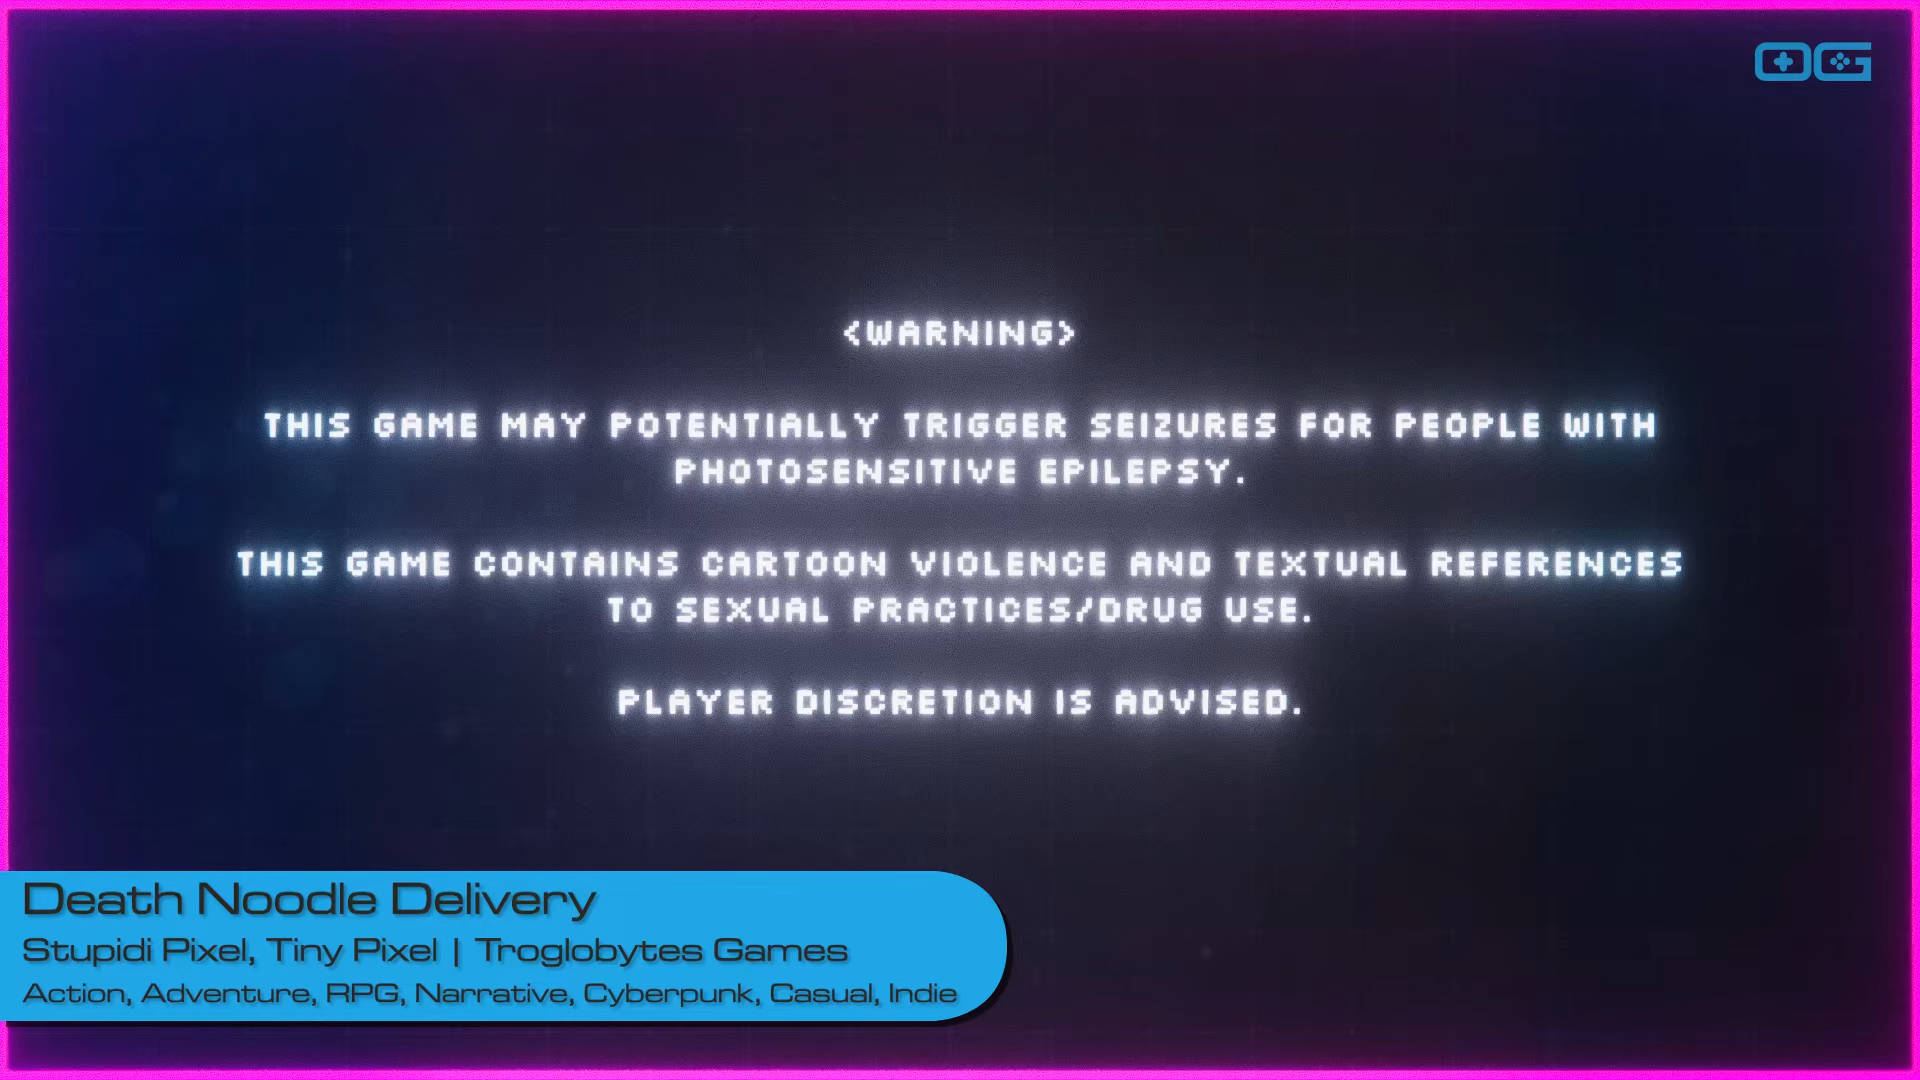 OG
<WARNING>
THIS GAME MAY POTENTIALLY TRIGGER SEIZURES FOR PEOPLE WITH
PHOTOSENSITIVE EPILEPSY.
THIS GAME CONTAINS CARTOON VIOLENCE AND TEXTUAL REFERENCES
TO SEXUAL PRACTICES/DRUG USE.
PLAYER DISCRETION IS ADVISED.
Death Noodle Delivery
Stupidi Pixel, Tiny Pixel | Troglobytes Games
Action, Adventure, RPG, Narrative, Cyberpunk, Casual, Indie